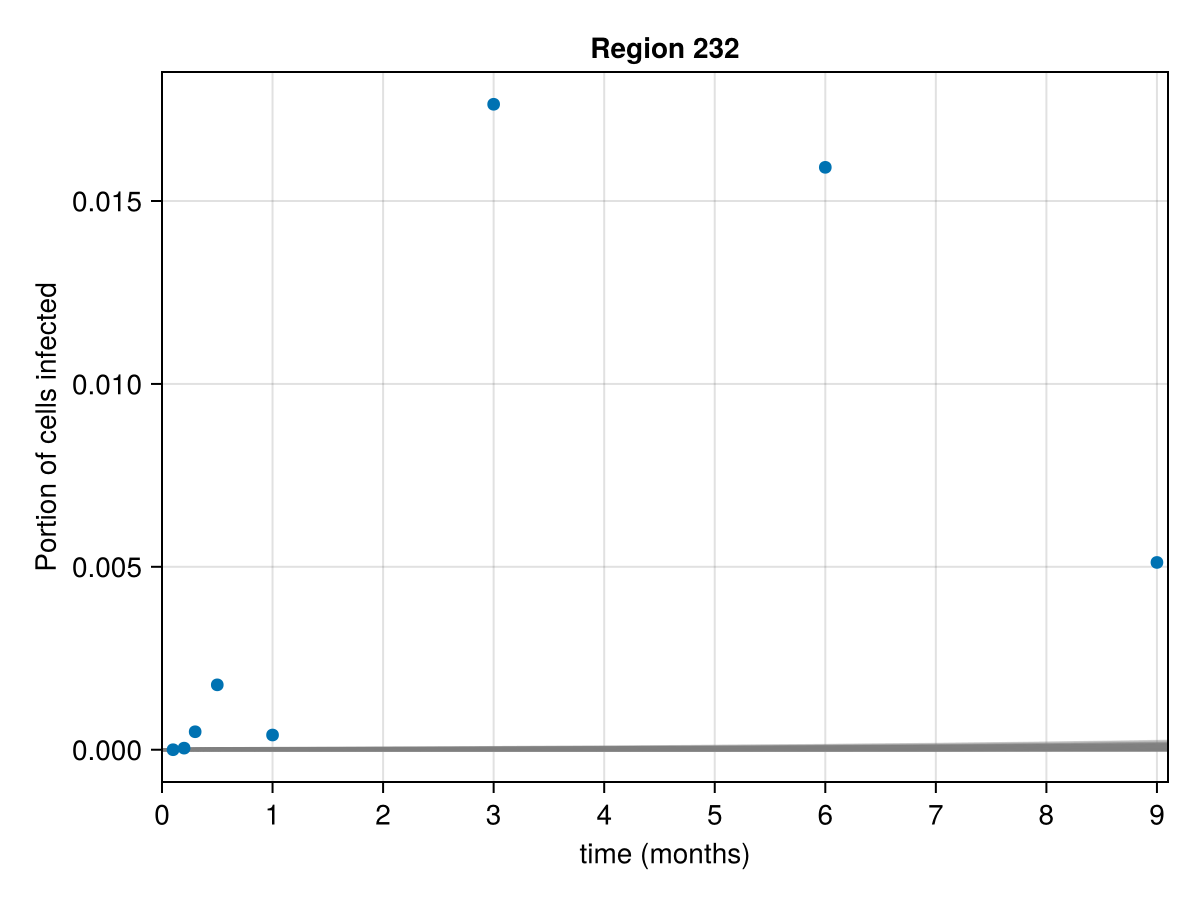 Region 232
Portion of cells infected
0.015
0.010
0.005
0.000
0 1 2 3 4 5 6 7 8 9
time (months)